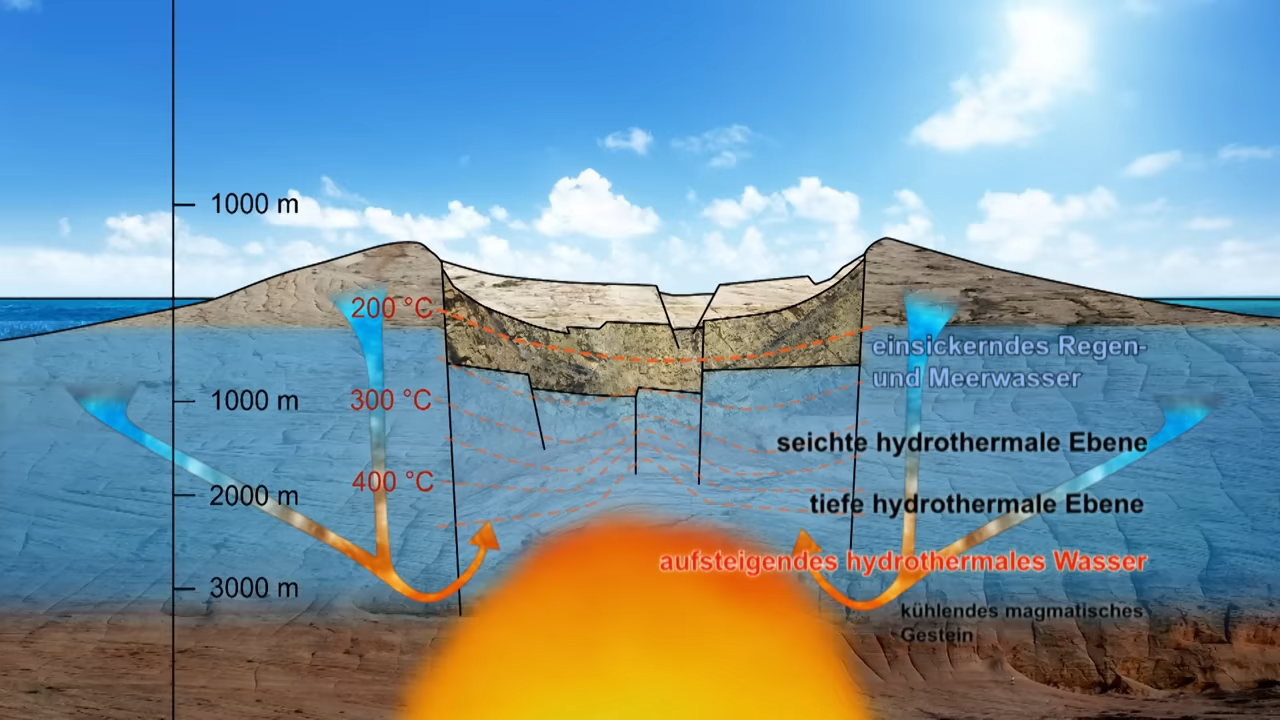 1000 m
200 °C
einsickerndes Regen-
und Meerwasser
300 °C
1000 m
seichte hydrothermale Ebene
400 °C
2000 m
tiefe hydrothermale Ebene
aufsteigendes hydrothermales Wasser
3000 m
kühlendes magmatisches
Gestein